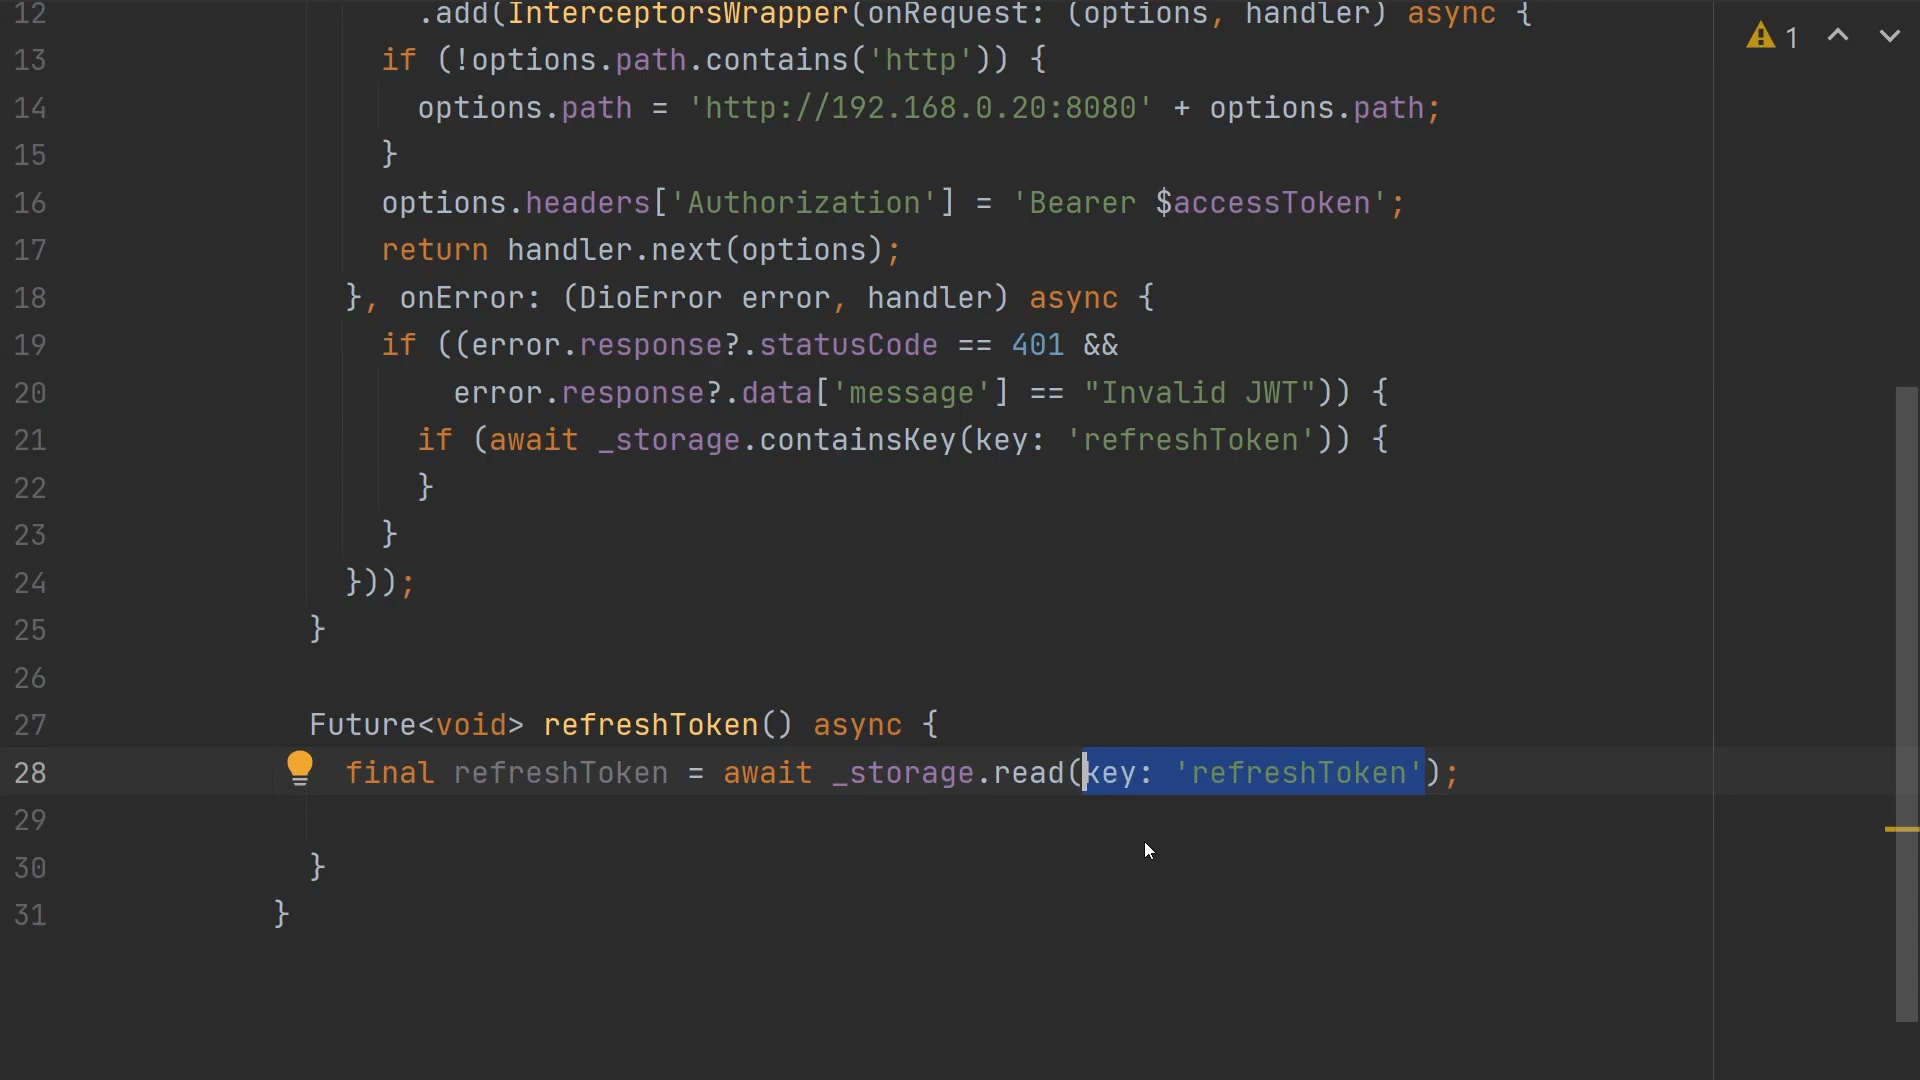 12 .add(InterceptorsWrapper(onRequest: (options, handler) async {
1
13 if (!options.path.contains('http')) {
14 options.path = 'http://192.168.0.20:8080' + options.path;
15 }
16 options.headers['Authorization'] = 'Bearer $accessToken';
17 return handler.next(options);
18 }, onError: (DioError error, handler) async {
19 if ((error.response?.statusCode == 401 &&
20 error.response?.data['message'] == "Invalid JWT")) {
21 if (await _storage.containsKey(key: 'refreshToken')) {
22 }
23 }
24 }));
25 }
26
27 Future<void> refreshToken() async {
28 final refreshToken = await _storage.read(key: 'refreshToken');
29
30 }
31 }